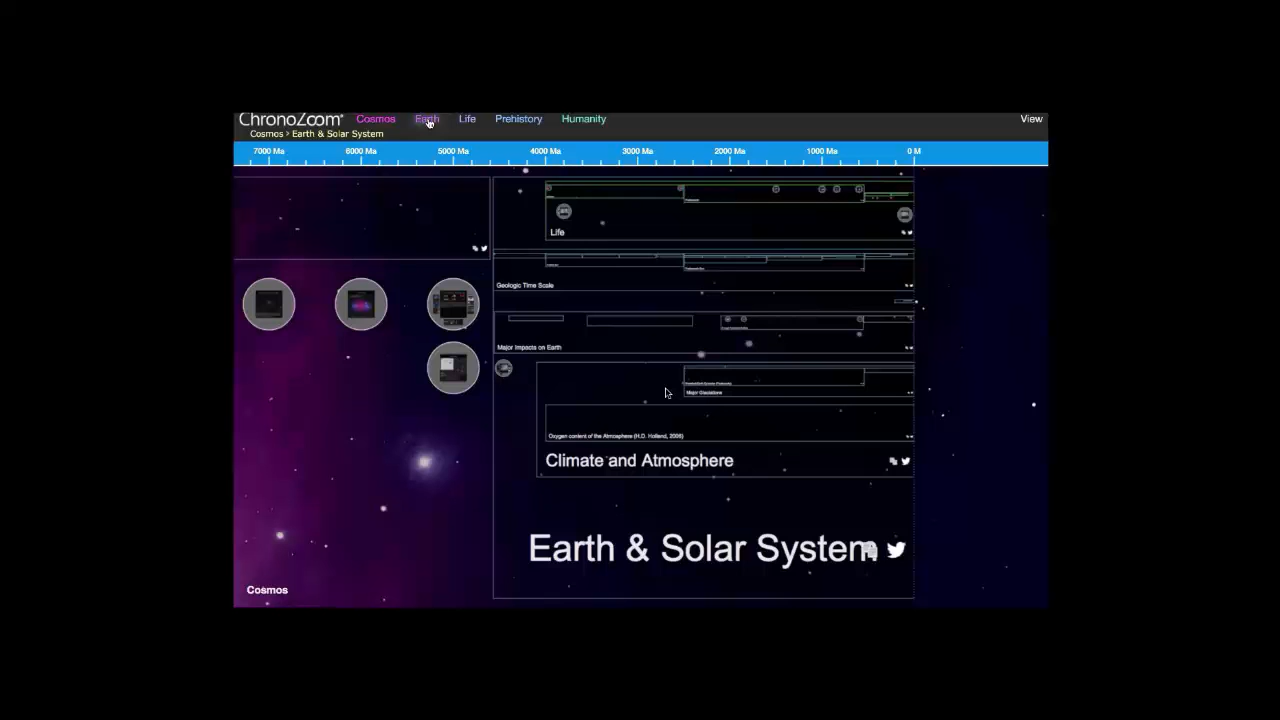 ChronoZoom® Cosmos Earth Life Prehistory Humanity View
Cosmos > Earth & Solar System
7000 Ma 6000 Ma 5000 Ma 4000 Ma 3000 Ma 2000 Ma 1000 Ma 0 M
Life
Geologic Time Scale
Major Impacts on Earth
Major Glaciations
Oxygen content of the Atmosphere (H.D. Holland, 2006)
Climate and Atmosphere
Earth & Solar System
Cosmos